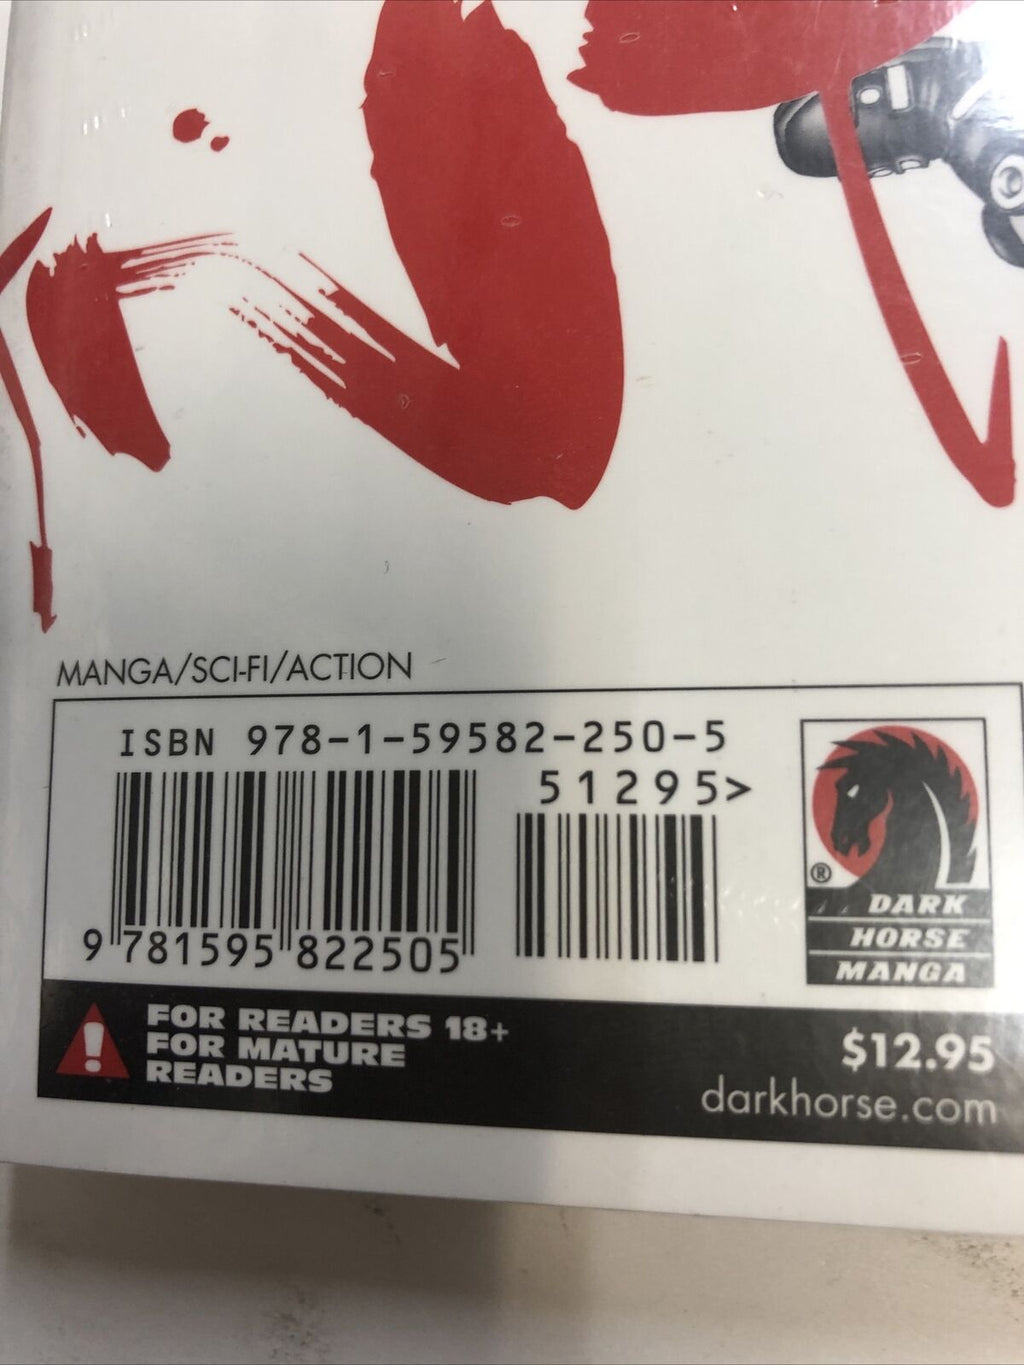 MANGA/SCI-FI/ACTION
ISBN 978-1-59582-250-5
51295>
9 781595 822505
®
DARK
HORSE
MANGA
FOR READERS 18+
FOR MATURE
READERS
$12.95
darkhorse.com